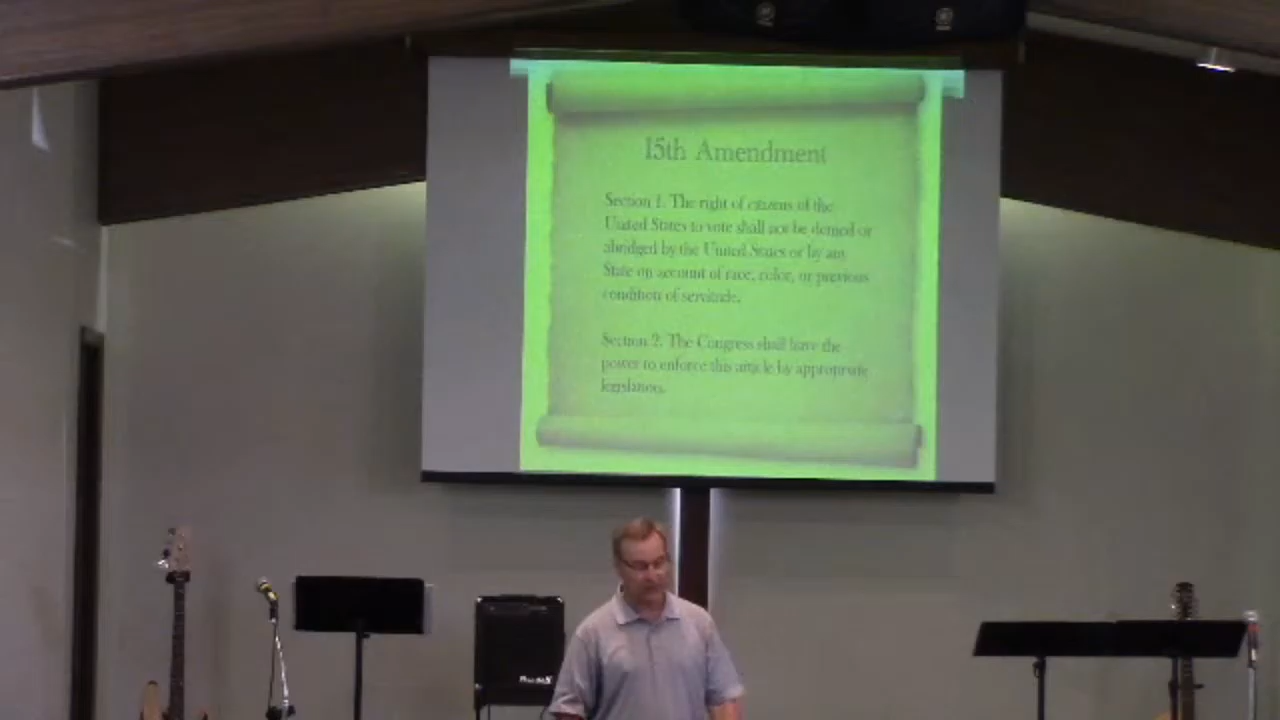 15th Amendment
Section 1. The right of citizens of the
United States to vote shall not be denied or
abridged by the United States or by any
State on account of race, color, or previous
condition of servitude.
Section 2. The Congress shall have the
power to enforce this article by appropriate
legislation.